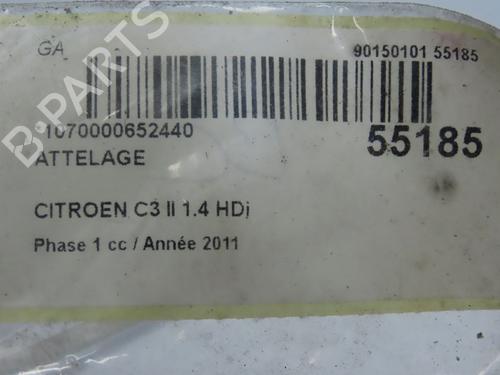 GA
90150101 55185
1070000652440
55185
ATTELAGE
CITROEN C3 II 1.4 HDi
Phase 1 cc / Année 2011
B-PARTS